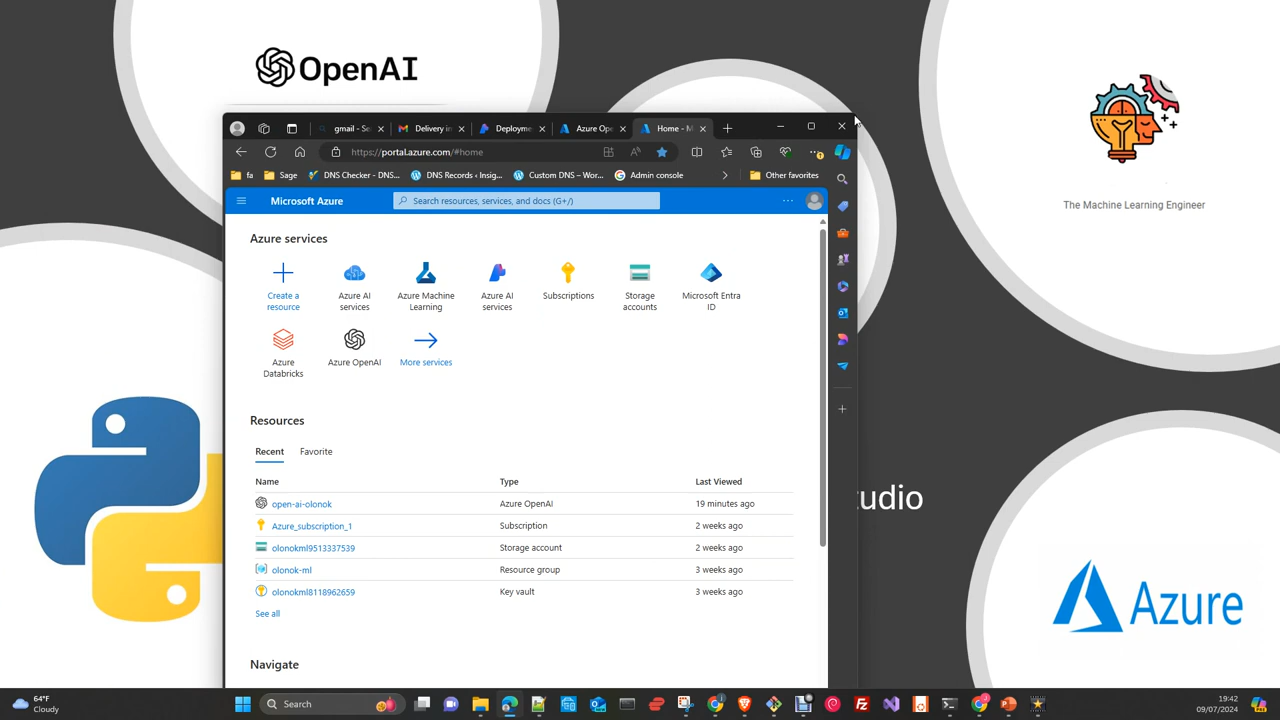 OpenAI
The Machine Learning Engineer
gmail - Se
Delivery in
Deployme
Azure Ope
Home - M
https://portal.azure.com/#home
fa
Sage
DNS Checker - DNS...
DNS Records ‹ Insig...
Custom DNS – Wor...
Admin console
Other favorites
Microsoft Azure
Search resources, services, and docs (G+/)
Azure services
Create a resource
Azure AI services
Azure Machine Learning
Azure AI services
Subscriptions
Storage accounts
Microsoft Entra ID
Azure Databricks
Azure OpenAI
More services
Resources
Recent
Favorite
Name
Type
Last Viewed
open-ai-olonok
Azure OpenAI
19 minutes ago
Azure_subscription_1
Subscription
2 weeks ago
olonokml9513337539
Storage account
2 weeks ago
olonok-ml
Resource group
3 weeks ago
olonokml8118962659
Key vault
3 weeks ago
See all
Navigate
tudio
Azure
64°F
Cloudy
Search
19:42
09/07/2024